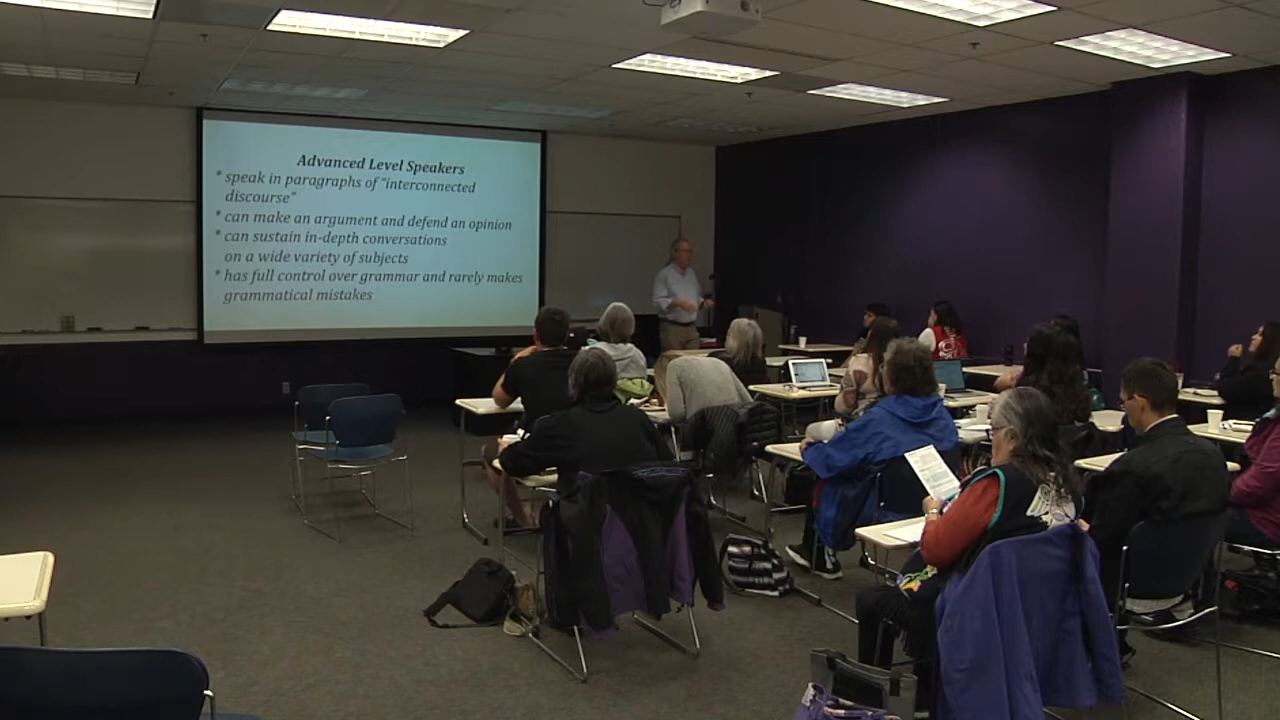 Advanced Level Speakers
* speak in paragraphs of "interconnected
discourse"
* can make an argument and defend an opinion
* can sustain in-depth conversations
on a wide variety of subjects
* has full control over grammar and rarely makes
grammatical mistakes